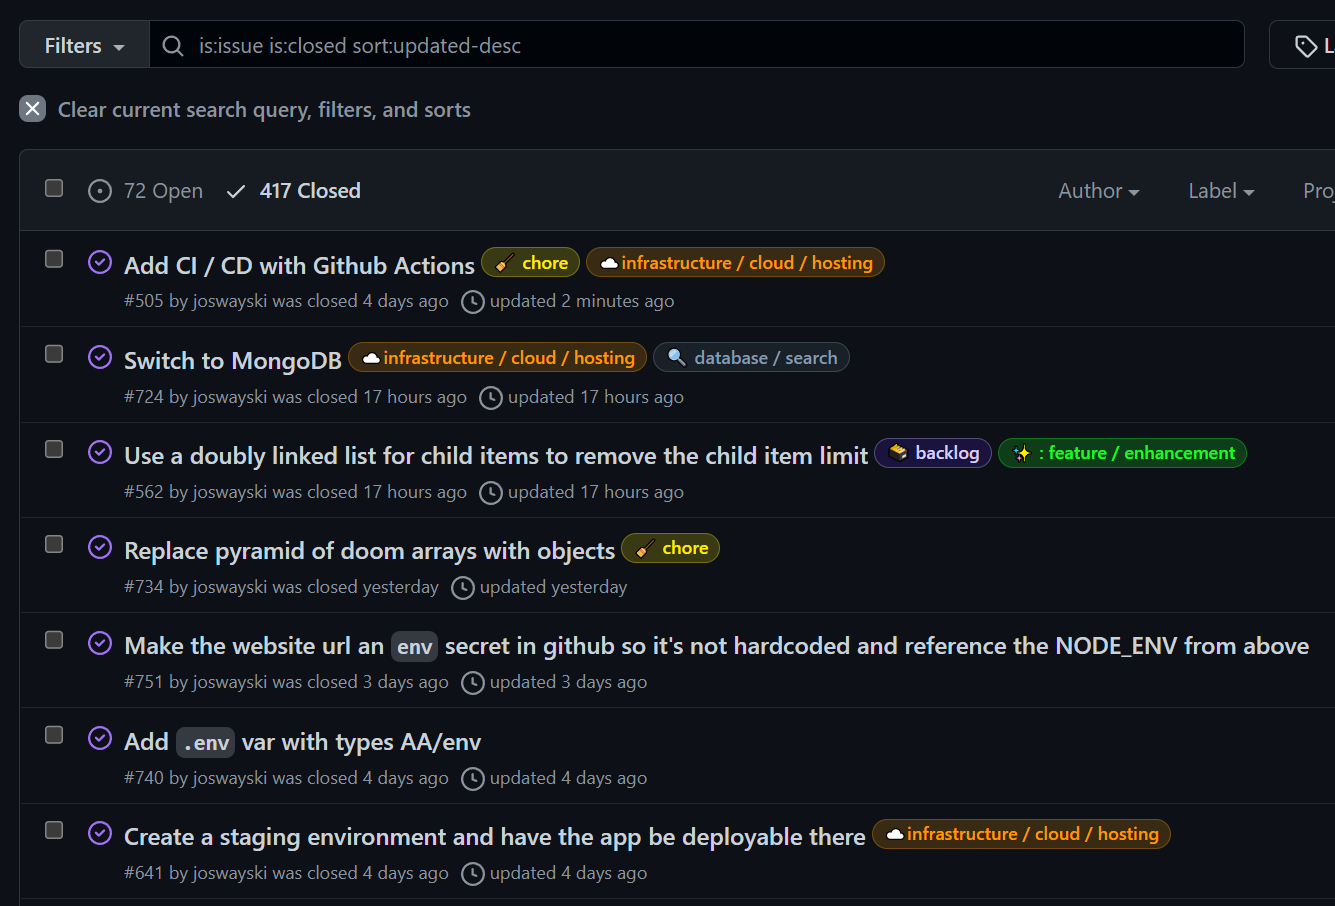 Filters is:issue is:closed sort:updated-desc
Clear current search query, filters, and sorts
72 Open 417 Closed Author Label
Add CI / CD with Github Actions chore infrastructure / cloud / hosting
#505 by joswayski was closed 4 days ago updated 2 minutes ago
Switch to MongoDB infrastructure / cloud / hosting database / search
#724 by joswayski was closed 17 hours ago updated 17 hours ago
Use a doubly linked list for child items to remove the child item limit backlog : feature / enhancement
#562 by joswayski was closed 17 hours ago updated 17 hours ago
Replace pyramid of doom arrays with objects chore
#734 by joswayski was closed yesterday updated yesterday
Make the website url an env secret in github so it's not hardcoded and reference the NODE_ENV from above
#751 by joswayski was closed 3 days ago updated 3 days ago
Add .env var with types AA/env
#740 by joswayski was closed 4 days ago updated 4 days ago
Create a staging environment and have the app be deployable there infrastructure / cloud / hosting
#641 by joswayski was closed 4 days ago updated 4 days ago